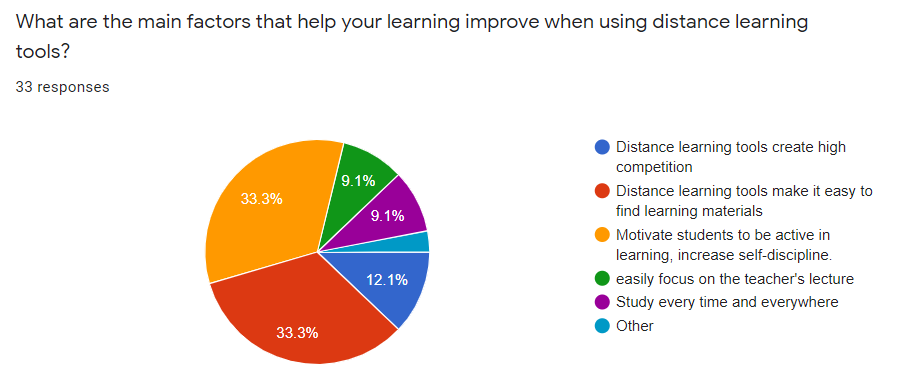 What are the main factors that help your learning improve when using distance learning
tools?
33 responses
33.3%
9.1%
9.1%
12.1%
33.3%
Distance learning tools create high
competition
Distance learning tools make it easy to
find learning materials
Motivate students to be active in
learning, increase self-discipline.
easily focus on the teacher's lecture
Study every time and everywhere
Other